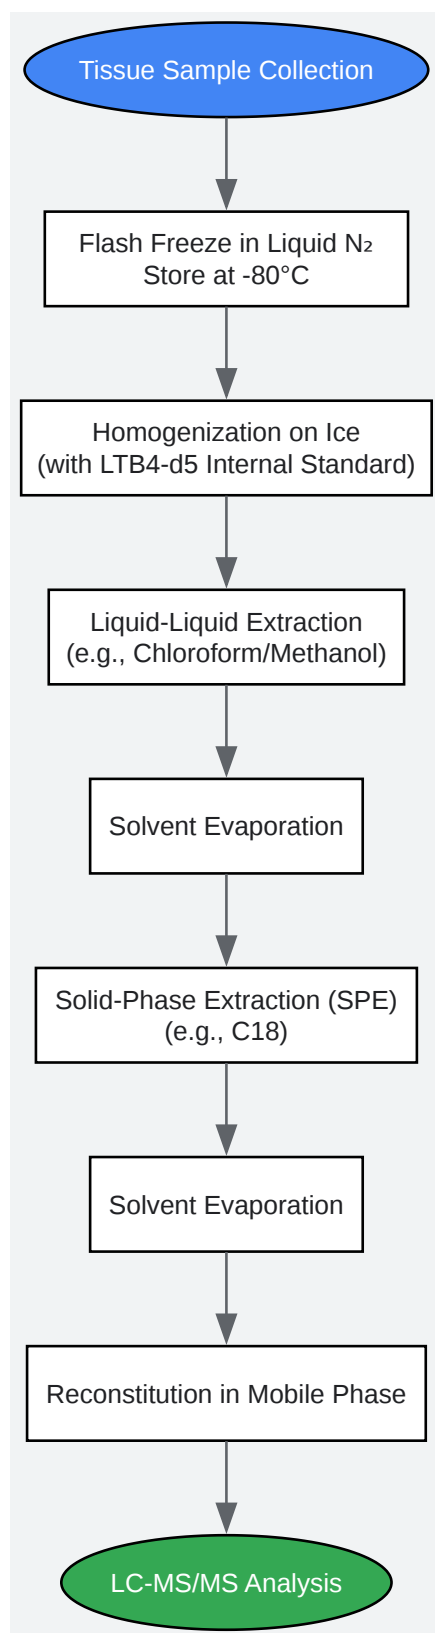 Tissue Sample Collection
Flash Freeze in Liquid N₂
Store at -80°C
Homogenization on Ice
(with LTB4-d5 Internal Standard)
Liquid-Liquid Extraction
(e.g., Chloroform/Methanol)
Solvent Evaporation
Solid-Phase Extraction (SPE)
(e.g., C18)
Solvent Evaporation
Reconstitution in Mobile Phase
LC-MS/MS Analysis